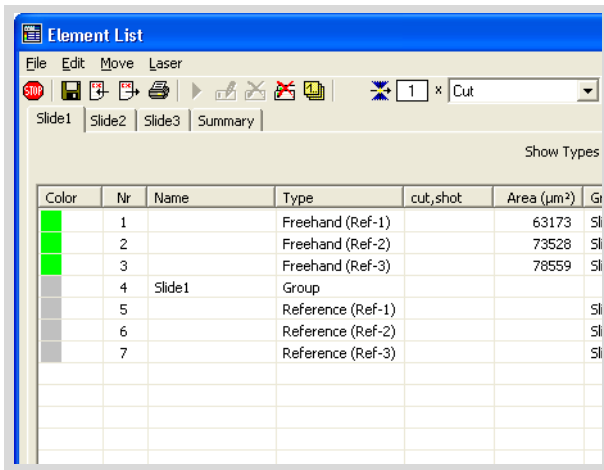 Element List
File Edit Move Laser
STOP 1 × Cut
Slide1 Slide2 Slide3 Summary
Show Types
Color Nr Name Type cut,shot Area (µm²)
1 Freehand (Ref-1) 63173
2 Freehand (Ref-2) 73528
3 Freehand (Ref-3) 78559
4 Slide1 Group
5 Reference (Ref-1)
6 Reference (Ref-2)
7 Reference (Ref-3)